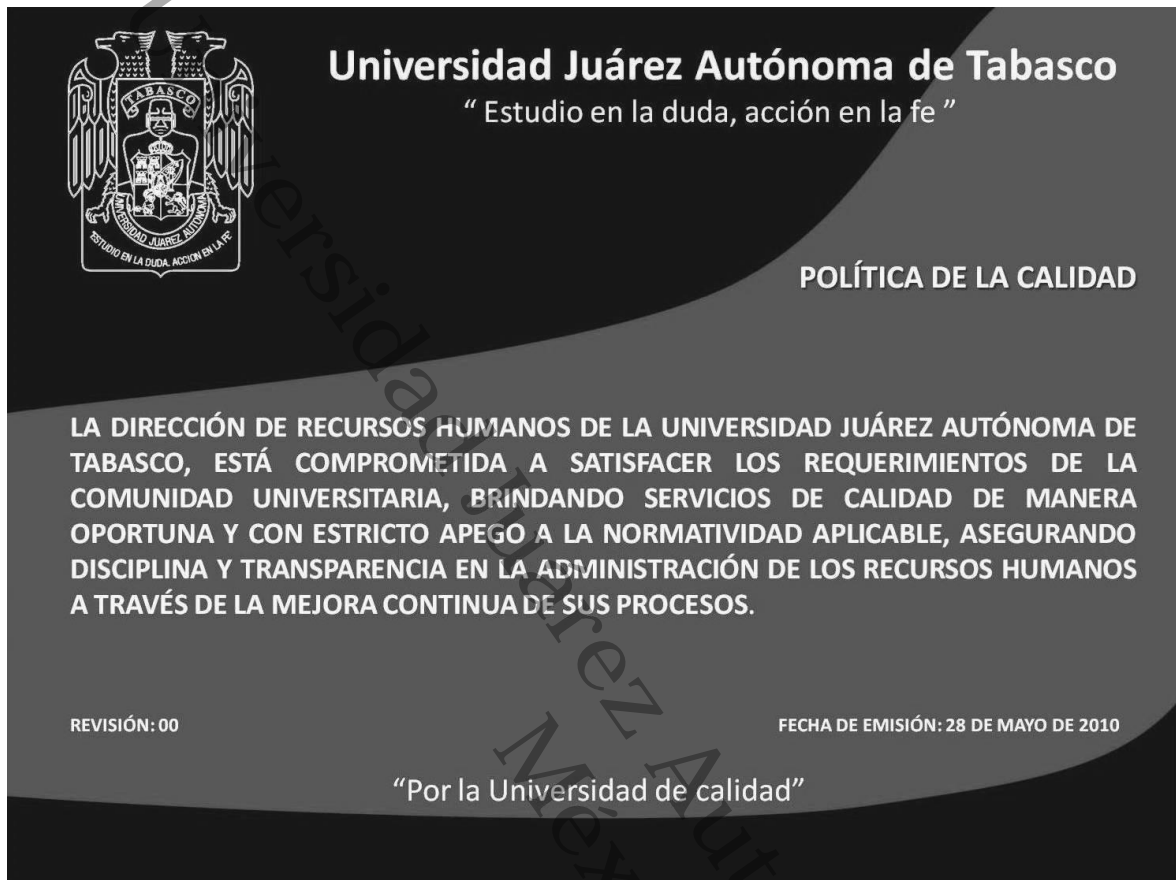 Universidad Juárez Autónoma de Tabasco
“ Estudio en la duda, acción en la fe ”
TABASCO
UNIVERSIDAD JUAREZ AUTONOMA
"ESTUDIO EN LA DUDA. ACCION EN LA FE"
POLÍTICA DE LA CALIDAD
LA DIRECCIÓN DE RECURSOS HUMANOS DE LA UNIVERSIDAD JUÁREZ AUTÓNOMA DE
TABASCO, ESTÁ COMPROMETIDA A SATISFACER LOS REQUERIMIENTOS DE LA
COMUNIDAD UNIVERSITARIA, BRINDANDO SERVICIOS DE CALIDAD DE MANERA
OPORTUNA Y CON ESTRICTO APEGO A LA NORMATIVIDAD APLICABLE, ASEGURANDO
DISCIPLINA Y TRANSPARENCIA EN LA ADMINISTRACIÓN DE LOS RECURSOS HUMANOS
A TRAVÉS DE LA MEJORA CONTINUA DE SUS PROCESOS.
REVISIÓN: 00
FECHA DE EMISIÓN: 28 DE MAYO DE 2010
“Por la Universidad de calidad”
Universidad Juárez Aut
Méx